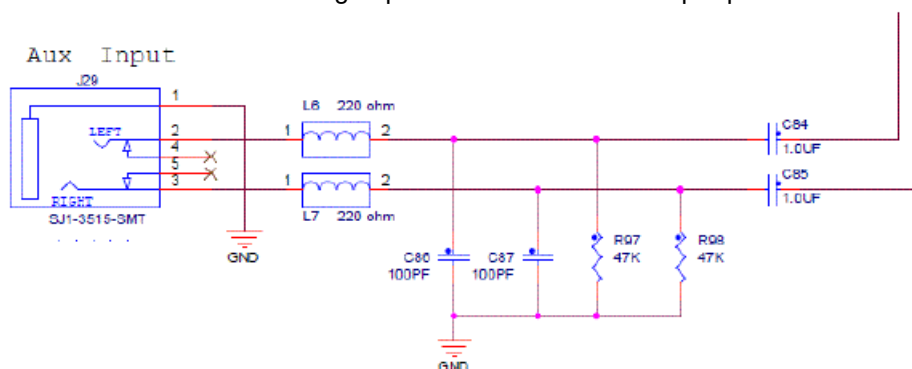 Aux Input
J29
1
LEFT
2
4
5
3
RIGHT
SJ1-3515-SMT
GND
L6 220 ohm
1
2
1
2
L7 220 ohm
C84
1.0UF
C85
1.0UF
C86
100PF
C87
100PF
R97
47K
R98
47K
GND